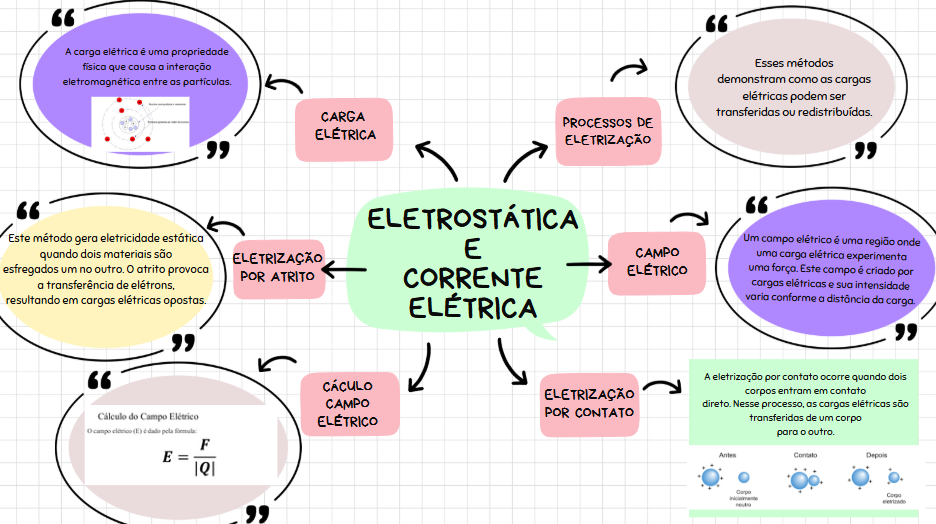 A carga elétrica é uma propriedade
física que causa a interação
eletromagnética entre as partículas.
CARGA
ELÉTRICA
PROCESSOS DE
ELETRIZAÇÃO
Esses métodos
demonstram como as cargas
elétricas podem ser
transferidas ou redistribuídas.
Este método gera eletricidade estática
quando dois materiais são
esfregados um no outro. O atrito provoca
a transferência de elétrons,
resultando em cargas elétricas opostas.
ELETRIZAÇÃO
POR ATRITO
ELETROSTÁTICA
E
CORRENTE
ELÉTRICA
CAMPO
ELÉTRICO
Um campo elétrico é uma região onde
uma carga elétrica experimenta
uma força. Este campo é criado por
cargas elétricas e sua intensidade
varia conforme a distância da carga.
Cálculo do Campo Elétrico
O campo elétrico (E) é dado pela fórmula:
E = F
|Q|
CÁCULO
CAMPO
ELÉTRICO
ELETRIZAÇÃO
POR CONTATO
A eletrização por contato ocorre quando dois
corpos entram em contato
direto. Nesse processo, as cargas elétricas são
transferidas de um corpo
para o outro.
Antes Contato Depois
Corpo
inicialmente
neutro
Corpo
eletrizado